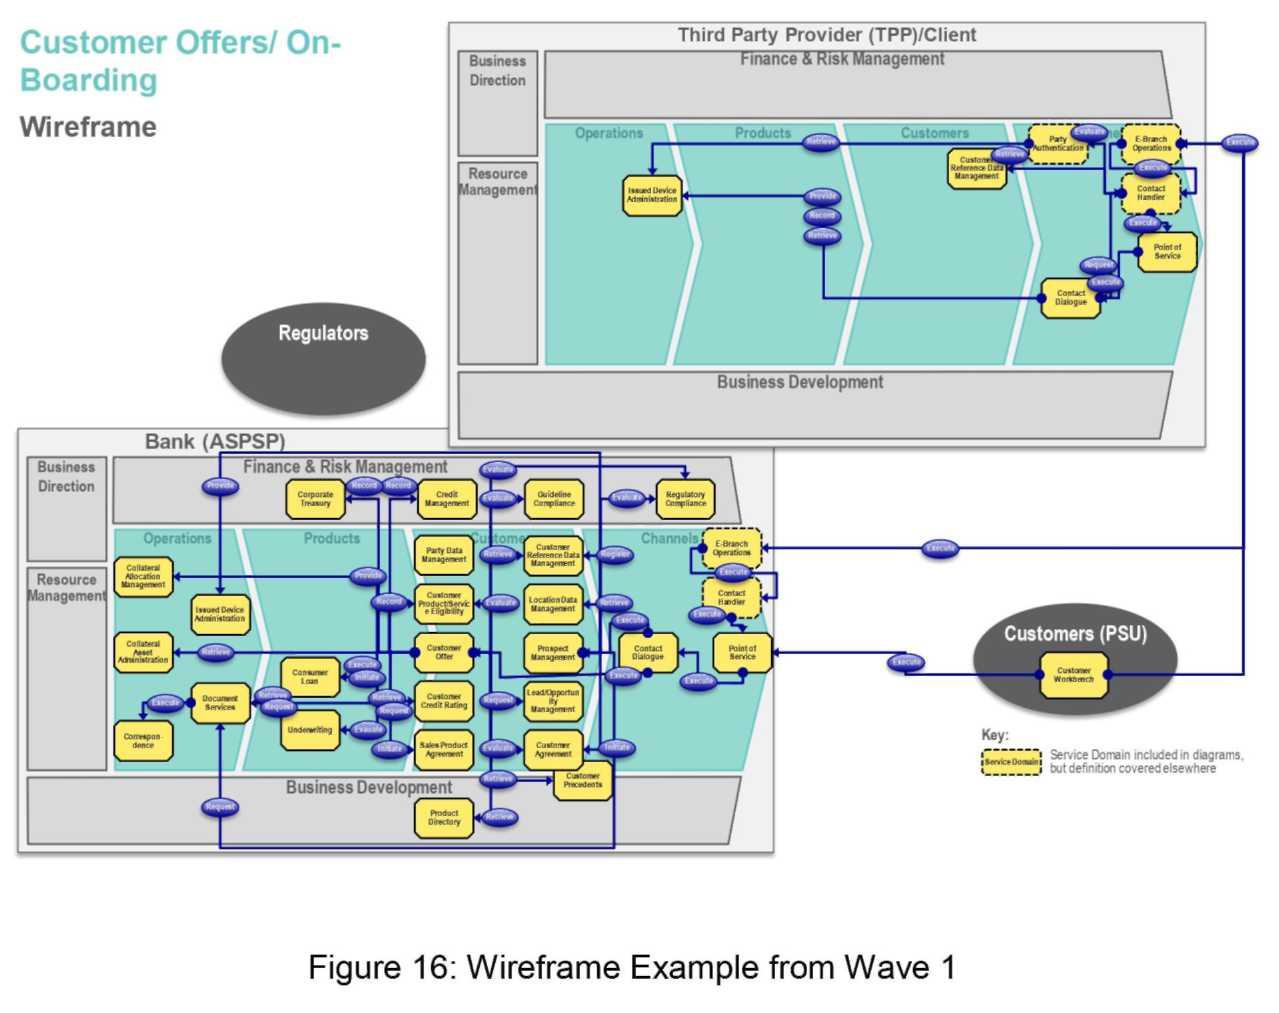 Customer Offers/ On-
Boarding
Wireframe
Third Party Provider (TPP)/Client
Business
Direction
Finance & Risk Management
Resource
Management
Operations
Products
Customers
Party
Authentication
Evaluate
E-Branch
Operations
Execute
Retrieve
Retrieve
Customer
Reference Data
Management
Execute
Issued Device
Administration
Provide
Record
Retrieve
Contact
Handler
Execute
Point of
Service
Request
Execute
Contact
Dialogue
Business Development
Regulators
Bank (ASPSP)
Business
Direction
Finance & Risk Management
Provide
Corporate
Treasury
Record
Record
Credit
Management
Evaluate
Evaluate
Guideline
Compliance
Evaluate
Regulatory
Compliance
Resource
Management
Operations
Products
Custome
Channels
Collateral
Allocation
Management
Provide
Party Data
Management
Retrieve
Customer
Reference Data
Management
Register
E-Branch
Operations
Execute
Execute
Issued Device
Administration
Record
Customer
Product/Servic
e Eligibility
Evaluate
Location Data
Management
Retrieve
Execute
Contact
Handler
Execute
Collateral
Asset
Administration
Retrieve
Consumer
Loan
Execute
Initiate
Customer
Offer
Prospect
Management
Contact
Dialogue
Execute
Execute
Point of
Service
Execute
Customers (PSU)
Customer
Workbench
Execute
Document
Services
Retrieve
Request
Retrieve
Request
Customer
Credit Rating
Request
Lead/Opportun
ity Management
Correspon-
dence
Underwriting
Evaluate
Initiate
Sales Product
Agreement
Evaluate
Customer
Agreement
Initiate
Retrieve
Customer
Precedents
Business Development
Request
Product
Directory
Retrieve
Key:
Service Domain
Service Domain included in diagrams,
but definition covered elsewhere
Figure 16: Wireframe Example from Wave 1